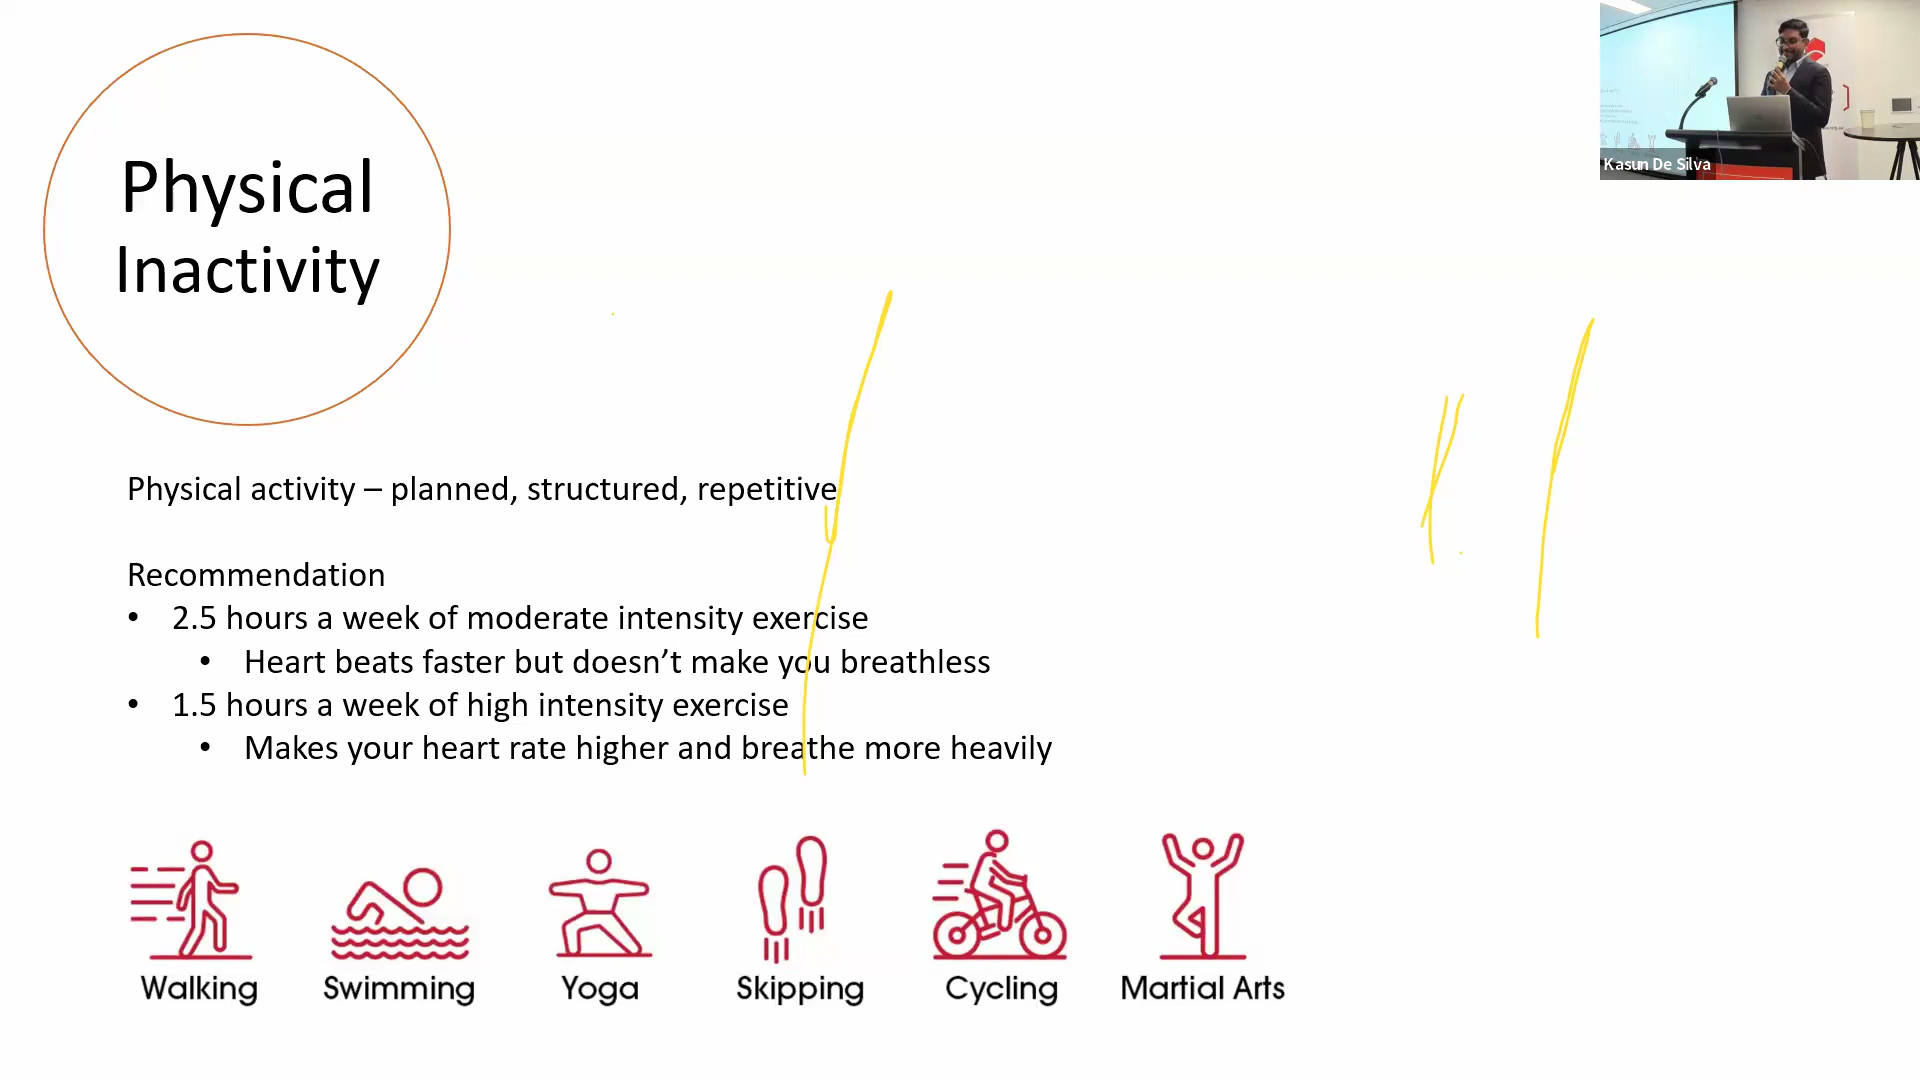 Physical
Inactivity
Kasun De Silva
Physical activity – planned, structured, repetitive
Recommendation
• 2.5 hours a week of moderate intensity exercise
• Heart beats faster but doesn’t make you breathless
• 1.5 hours a week of high intensity exercise
• Makes your heart rate higher and breathe more heavily
Walking Swimming Yoga Skipping Cycling Martial Arts